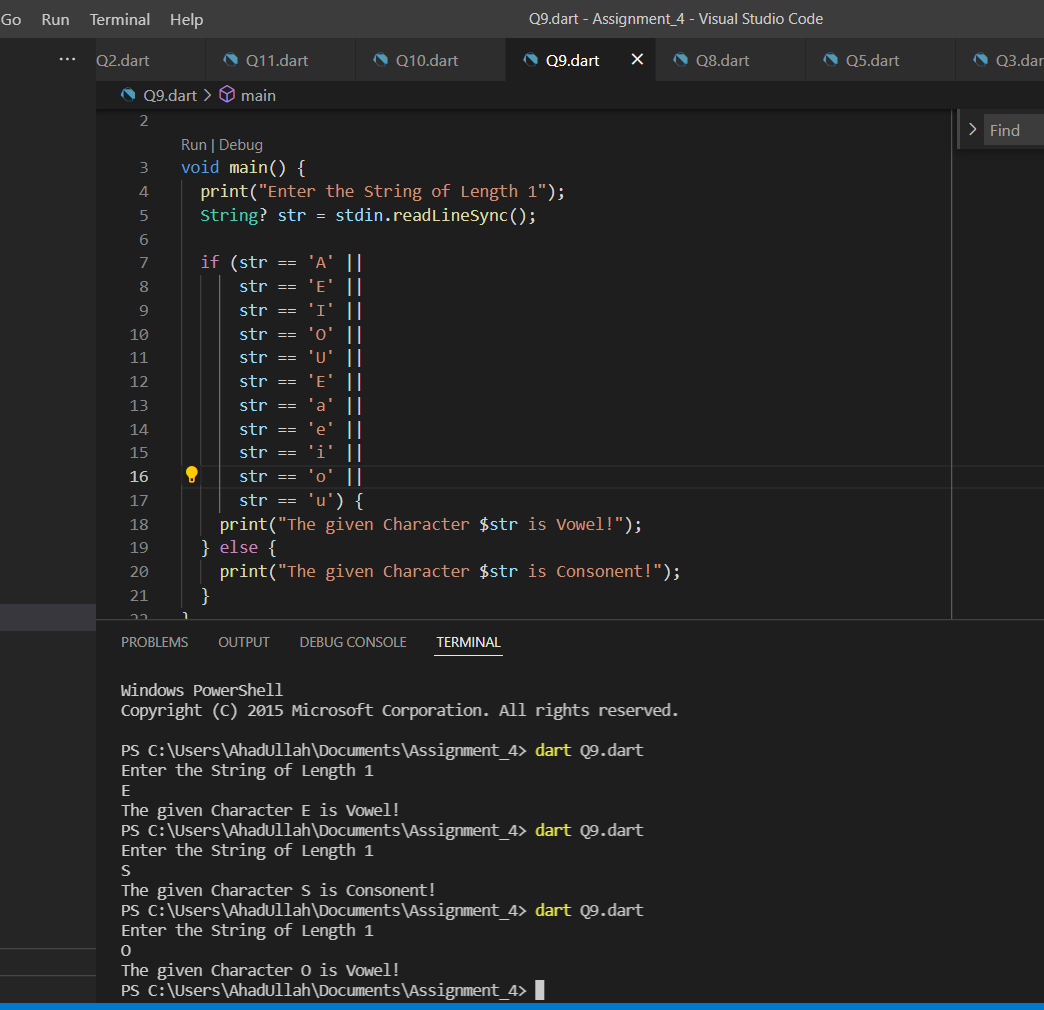 Go Run Terminal Help Q9.dart - Assignment_4 - Visual Studio Code
··· Q2.dart Q11.dart Q10.dart Q9.dart Q8.dart Q5.dart Q3.dar
Q9.dart > main
Find
2
Run | Debug
3 void main() {
4 print("Enter the String of Length 1");
5 String? str = stdin.readLineSync();
6
7 if (str == 'A' ||
8 str == 'E' ||
9 str == 'I' ||
10 str == 'O' ||
11 str == 'U' ||
12 str == 'E' ||
13 str == 'a' ||
14 str == 'e' ||
15 str == 'i' ||
16 str == 'o' ||
17 str == 'u') {
18 print("The given Character $str is Vowel!");
19 } else {
20 print("The given Character $str is Consonent!");
21 }
22 }
PROBLEMS OUTPUT DEBUG CONSOLE TERMINAL
Windows PowerShell
Copyright (C) 2015 Microsoft Corporation. All rights reserved.
PS C:\Users\AhadUllah\Documents\Assignment_4> dart Q9.dart
Enter the String of Length 1
E
The given Character E is Vowel!
PS C:\Users\AhadUllah\Documents\Assignment_4> dart Q9.dart
Enter the String of Length 1
S
The given Character S is Consonent!
PS C:\Users\AhadUllah\Documents\Assignment_4> dart Q9.dart
Enter the String of Length 1
O
The given Character O is Vowel!
PS C:\Users\AhadUllah\Documents\Assignment_4>